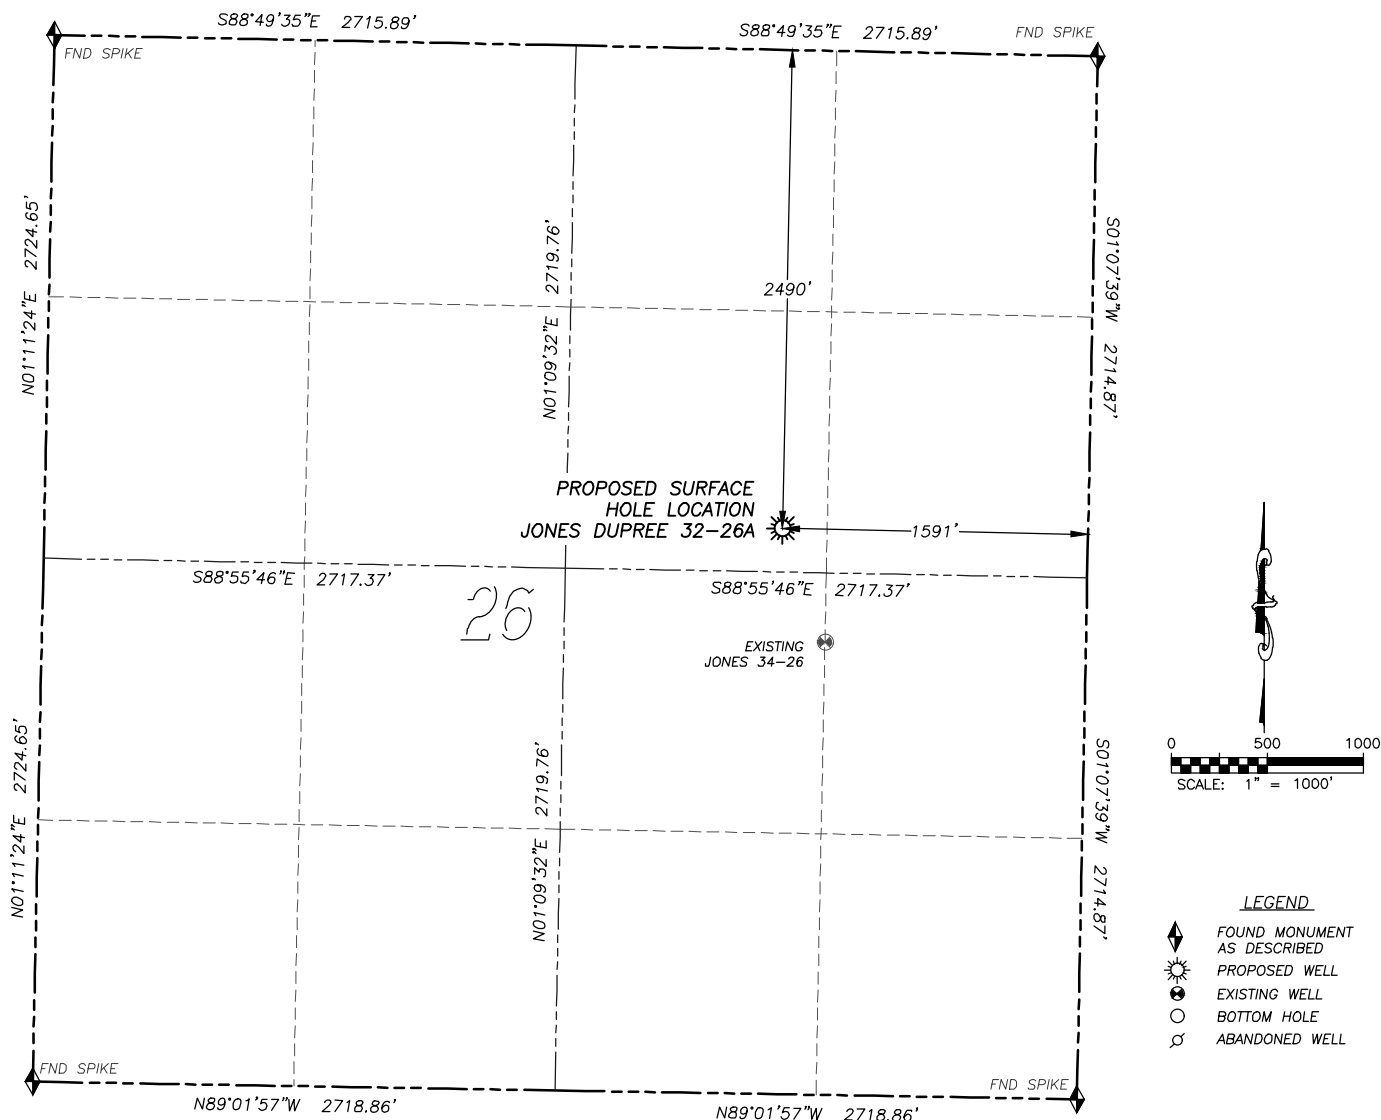 S88°49'35"E 2715.89'
S88°49'35"E 2715.89'
FND SPIKE
FND SPIKE
N01°11'24"E 2724.65'
N01°09'32"E 2719.76'
2490'
S01°07'39"W 2714.87'
PROPOSED SURFACE
HOLE LOCATION
JONES DUPREE 32-26A
1591'
S88°55'46"E 2717.37'
S88°55'46"E 2717.37'
26
EXISTING
JONES 34-26
N01°11'24"E 2724.65'
N01°09'32"E 2719.76'
S01°07'39"W 2714.87'
0 500 1000
SCALE: 1" = 1000'
LEGEND
FOUND MONUMENT
AS DESCRIBED
PROPOSED WELL
EXISTING WELL
BOTTOM HOLE
ABANDONED WELL
FND SPIKE
FND SPIKE
N89°01'57"W 2718.86'
N89°01'57"W 2718.86'